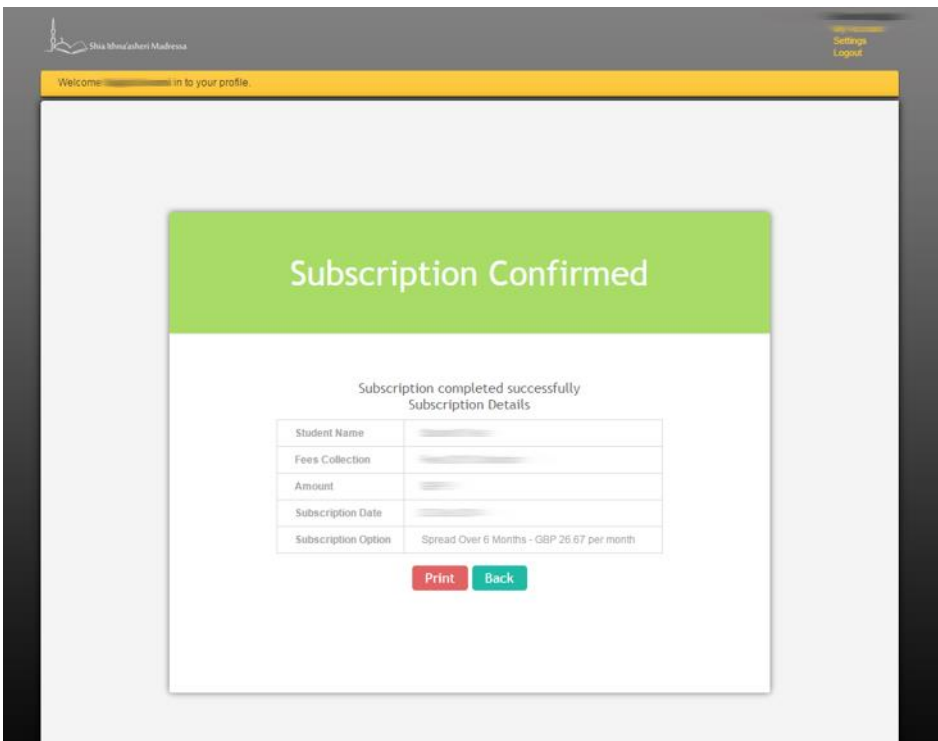 Shia Ithna'asheri Madressa
Settings
Logout
Welcome in to your profile.
Subscription Confirmed
Subscription completed successfully
Subscription Details
Student Name
Fees Collection
Amount
Subscription Date
Subscription Option Spread Over 6 Months - GBP 26.67 per month
Print Back